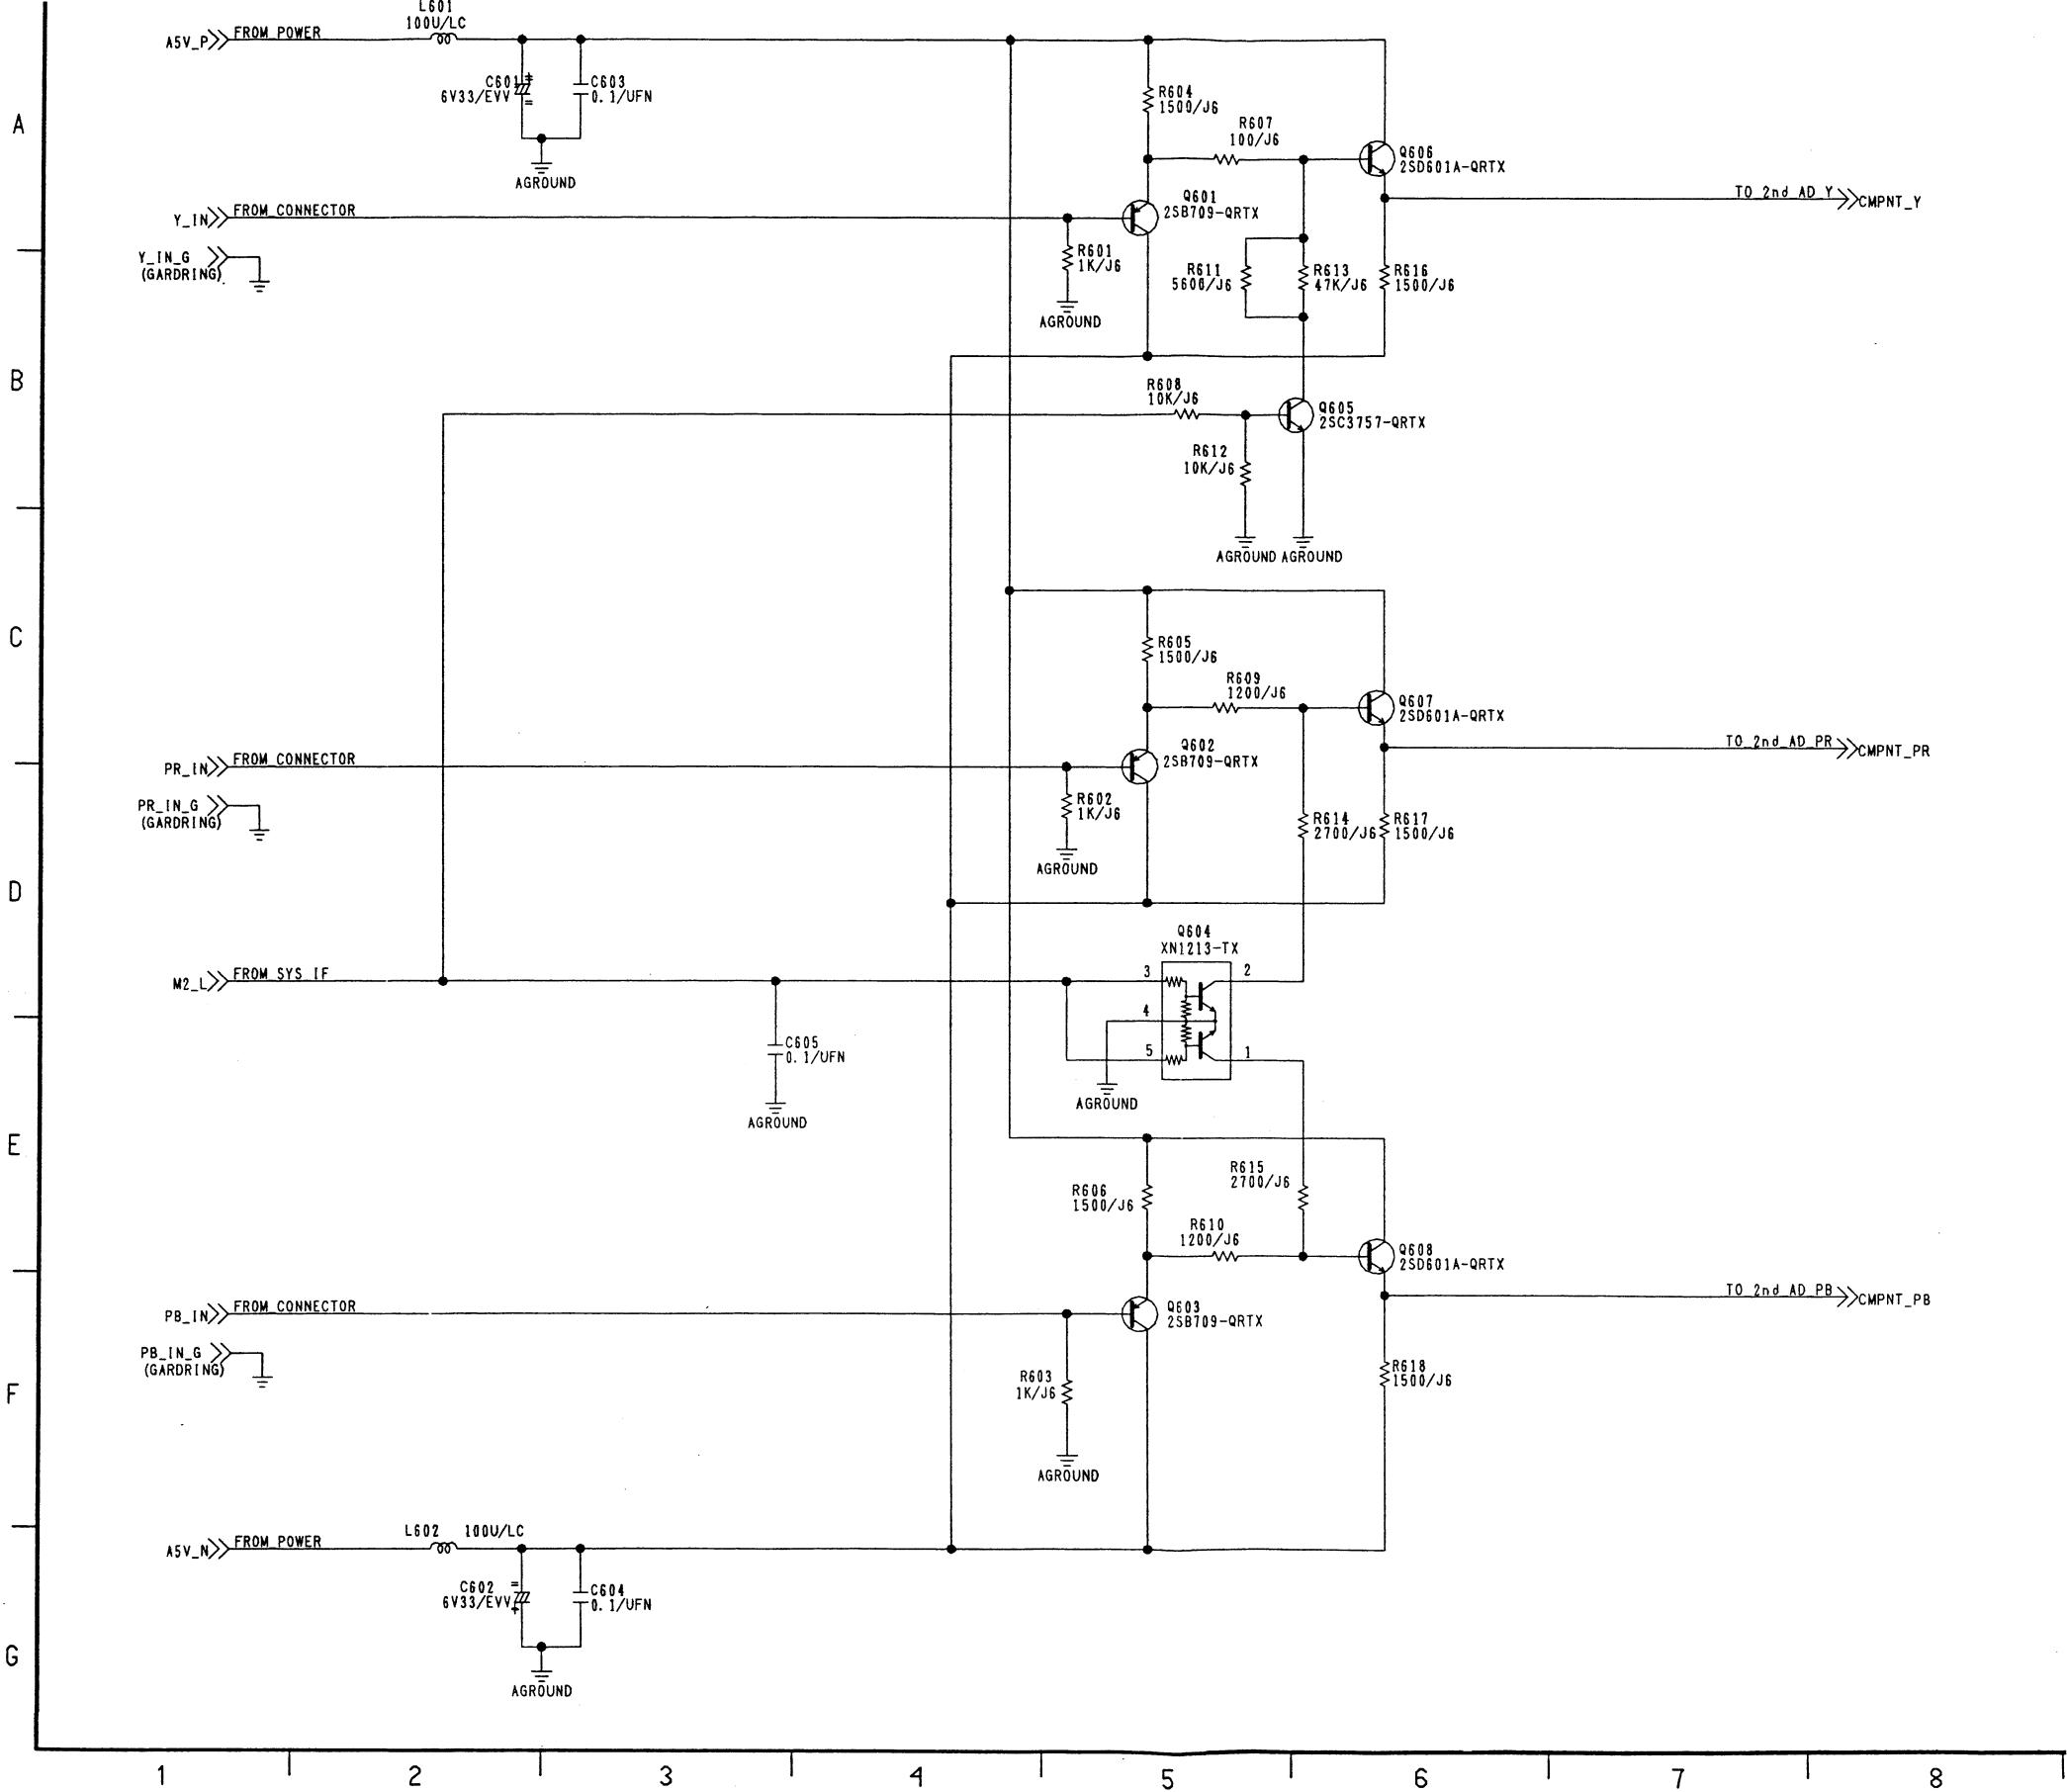 L601
100U/LC
A5V_P FROM POWER
C601 +
6V33/EVV =
C603
0.1/UFN
R604
1500/J6
A
R607
100/J6
Q606
2SD601A-QRTX
AGROUND
Y_IN FROM CONNECTOR
Q601
2SB709-QRTX
TO 2nd AD Y CMPNT_Y
Y_IN_G
(GARDRING)
R601
1K/J6
R611
5600/J6
R613
47K/J6
R616
1500/J6
AGROUND
B
R608
10K/J6
Q605
2SC3757-QRTX
R612
10K/J6
AGROUND AGROUND
C
R605
1500/J6
R609
1200/J6
Q607
2SD601A-QRTX
PR_IN FROM CONNECTOR
Q602
2SB709-QRTX
TO 2nd AD PR CMPNT_PR
PR_IN_G
(GARDRING)
R602
1K/J6
R614
2700/J6
R617
1500/J6
AGROUND
D
Q604
XN1213-TX
M2_L FROM SYS IF
3
2
4
5
1
C605
0.1/UFN
AGROUND
AGROUND
E
R606
1500/J6
R615
2700/J6
R610
1200/J6
Q608
2SD601A-QRTX
PB_IN FROM CONNECTOR
Q603
2SB709-QRTX
TO 2nd AD PB CMPNT_PB
PB_IN_G
(GARDRING)
R603
1K/J6
R618
1500/J6
F
AGROUND
L602 100U/LC
A5V_N FROM POWER
C602 =
6V33/EVV +
C604
0.1/UFN
G
AGROUND
1 2 3 4 5 6 7 8